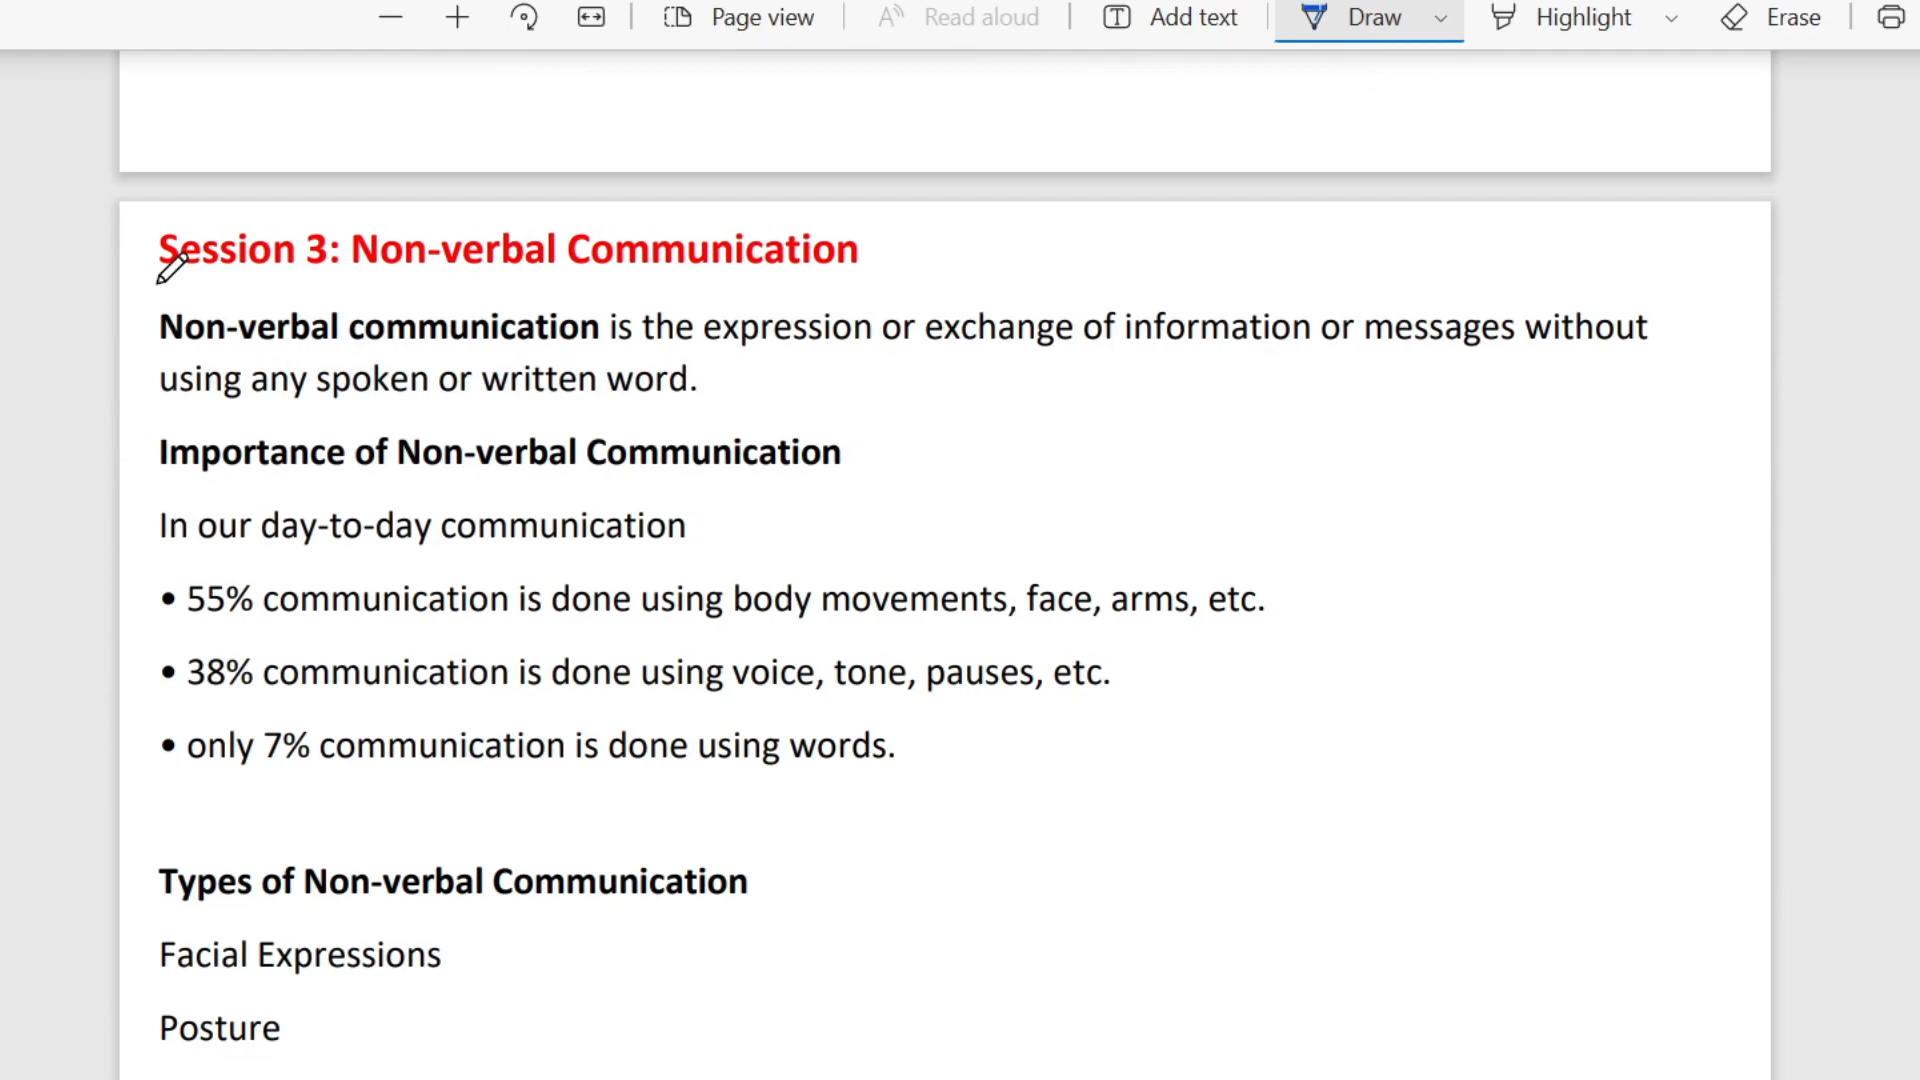 Page view
Read aloud
Add text
Draw
Highlight
Erase
Session 3: Non-verbal Communication
Non-verbal communication is the expression or exchange of information or messages without
using any spoken or written word.
Importance of Non-verbal Communication
In our day-to-day communication
• 55% communication is done using body movements, face, arms, etc.
• 38% communication is done using voice, tone, pauses, etc.
• only 7% communication is done using words.
Types of Non-verbal Communication
Facial Expressions
Posture